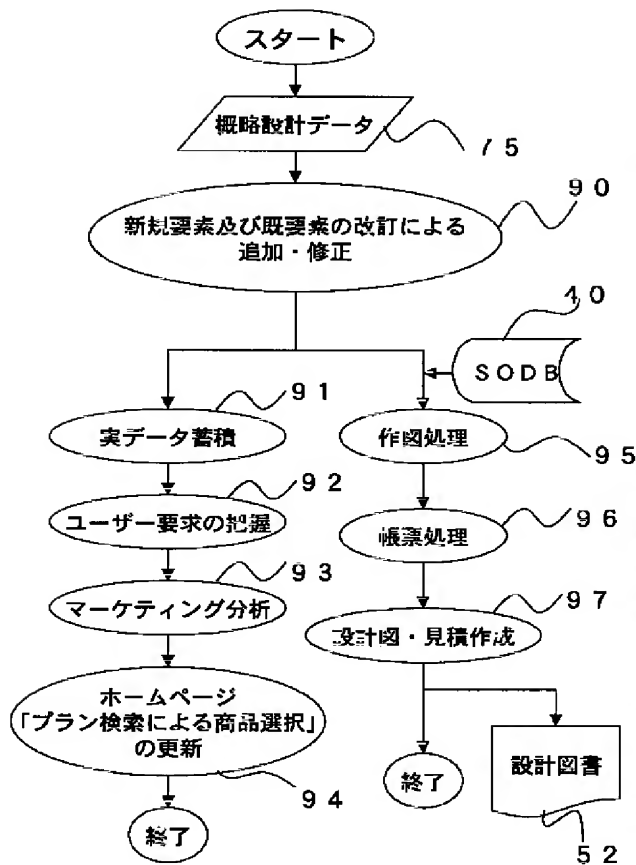 スタート
概略設計データ
75
90
新規要素及び既要素の改訂による
追加・修正
40
SODB
91
実データ蓄積
作図処理
95
92
ユーザー要求の把握
帳票処理
96
93
マーケティング分析
97
設計図・見積作成
ホームページ
「プラン検索による商品選択」
の更新
94
終了
設計図書
52
終了